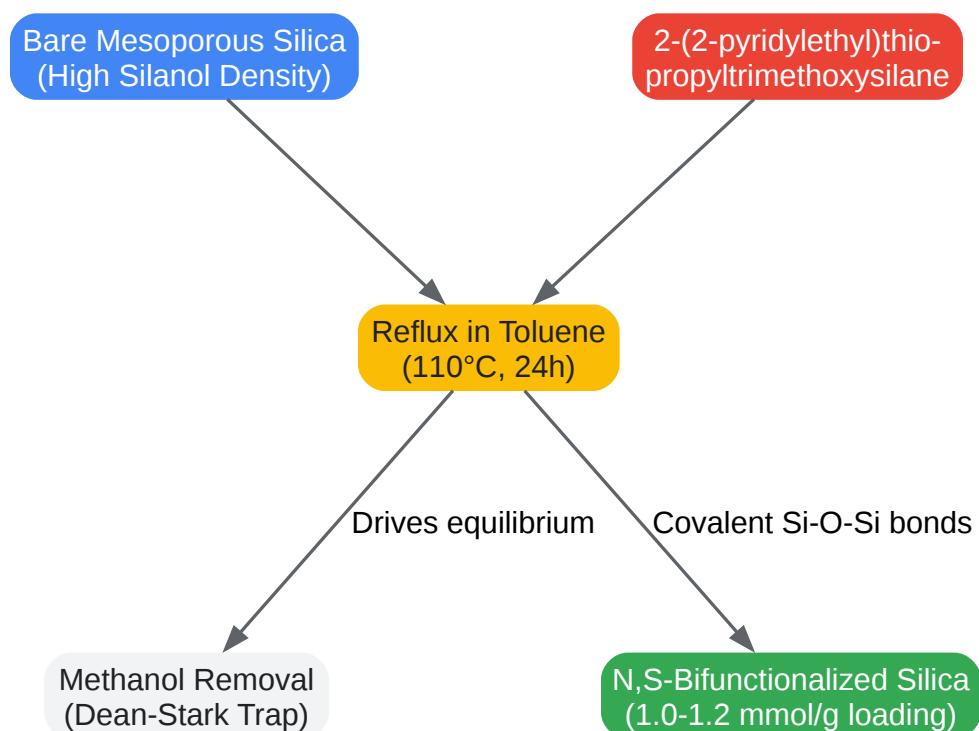 Bare Mesoporous Silica
(High Silanol Density)
2-(2-pyridylethyl)thio-
propyltrimethoxysilane
Reflux in Toluene
(110°C, 24h)
Drives equilibrium
Covalent Si-O-Si bonds
Methanol Removal
(Dean-Stark Trap)
N,S-Bifunctionalized Silica
(1.0-1.2 mmol/g loading)